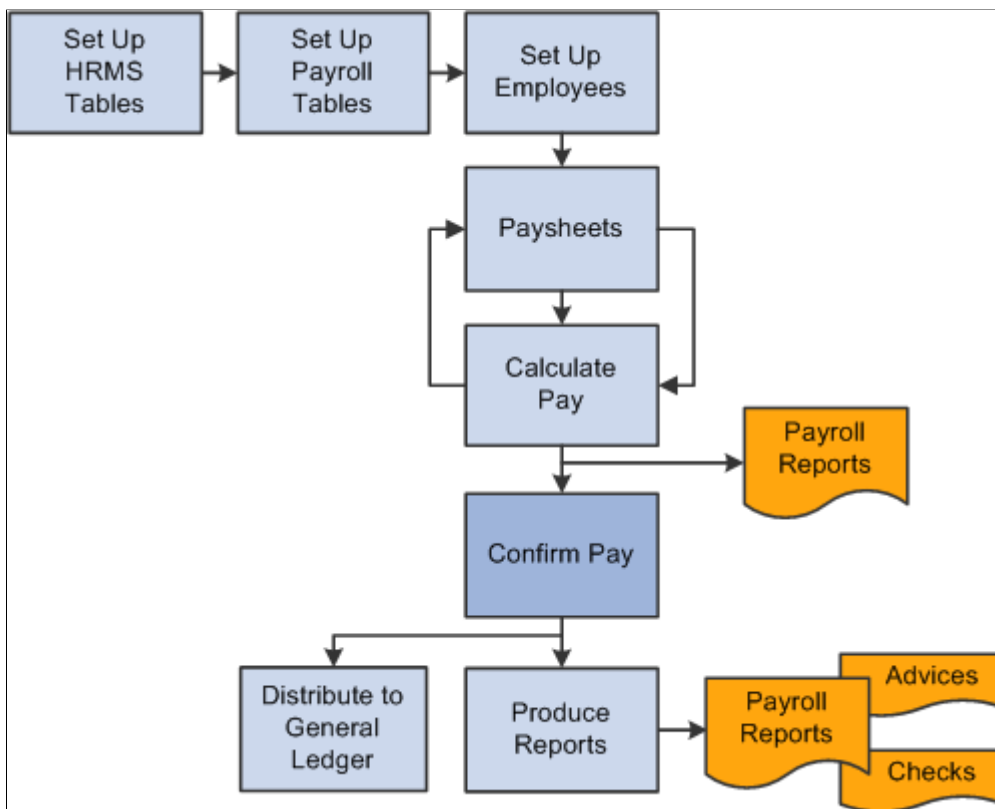 Set Up
HRMS
Tables
Set Up
Payroll
Tables
Set Up
Employees
Paysheets
Calculate
Pay
Payroll
Reports
Confirm Pay
Distribute to
General
Ledger
Produce
Reports
Payroll
Reports
Advices
Checks